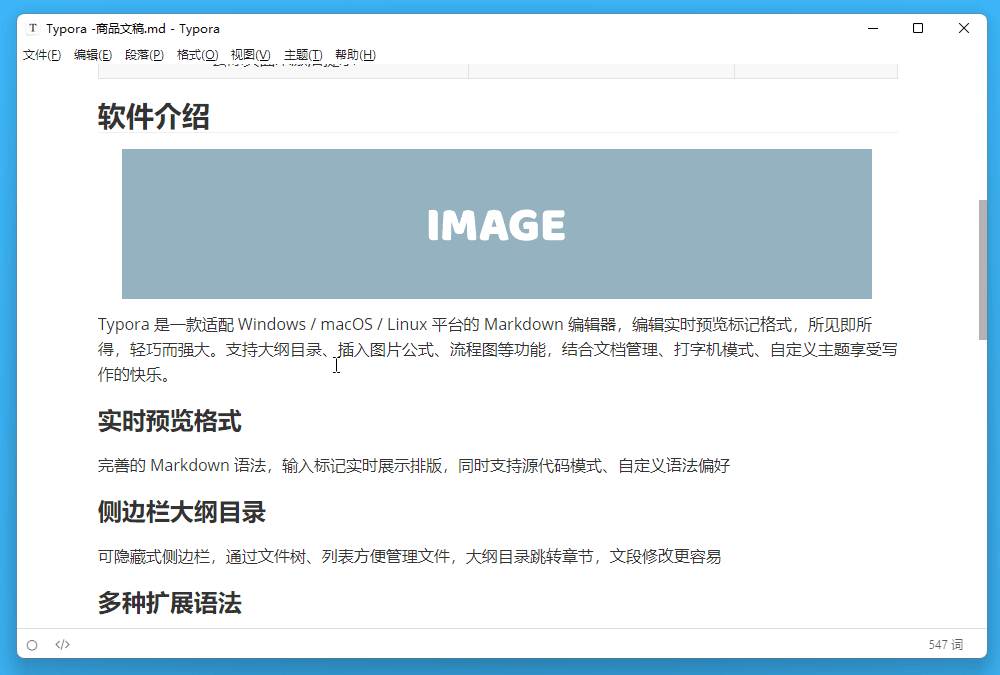 T Typora -商品文稿.md - Typora
文件(F) 编辑(E) 段落(P) 格式(O) 视图(V) 主题(T) 帮助(H)
软件介绍
IMAGE
Typora 是一款适配 Windows / macOS / Linux 平台的 Markdown 编辑器，编辑实时预览标记格式，所见即所
得，轻巧而强大。支持大纲目录、插入图片公式、流程图等功能，结合文档管理、打字机模式、自定义主题享受写
作的快乐。
实时预览格式
完善的 Markdown 语法，输入标记实时展示排版，同时支持源代码模式、自定义语法偏好
侧边栏大纲目录
可隐藏式侧边栏，通过文件树、列表方便管理文件，大纲目录跳转章节，文段修改更容易
多种扩展语法
</> 547 词